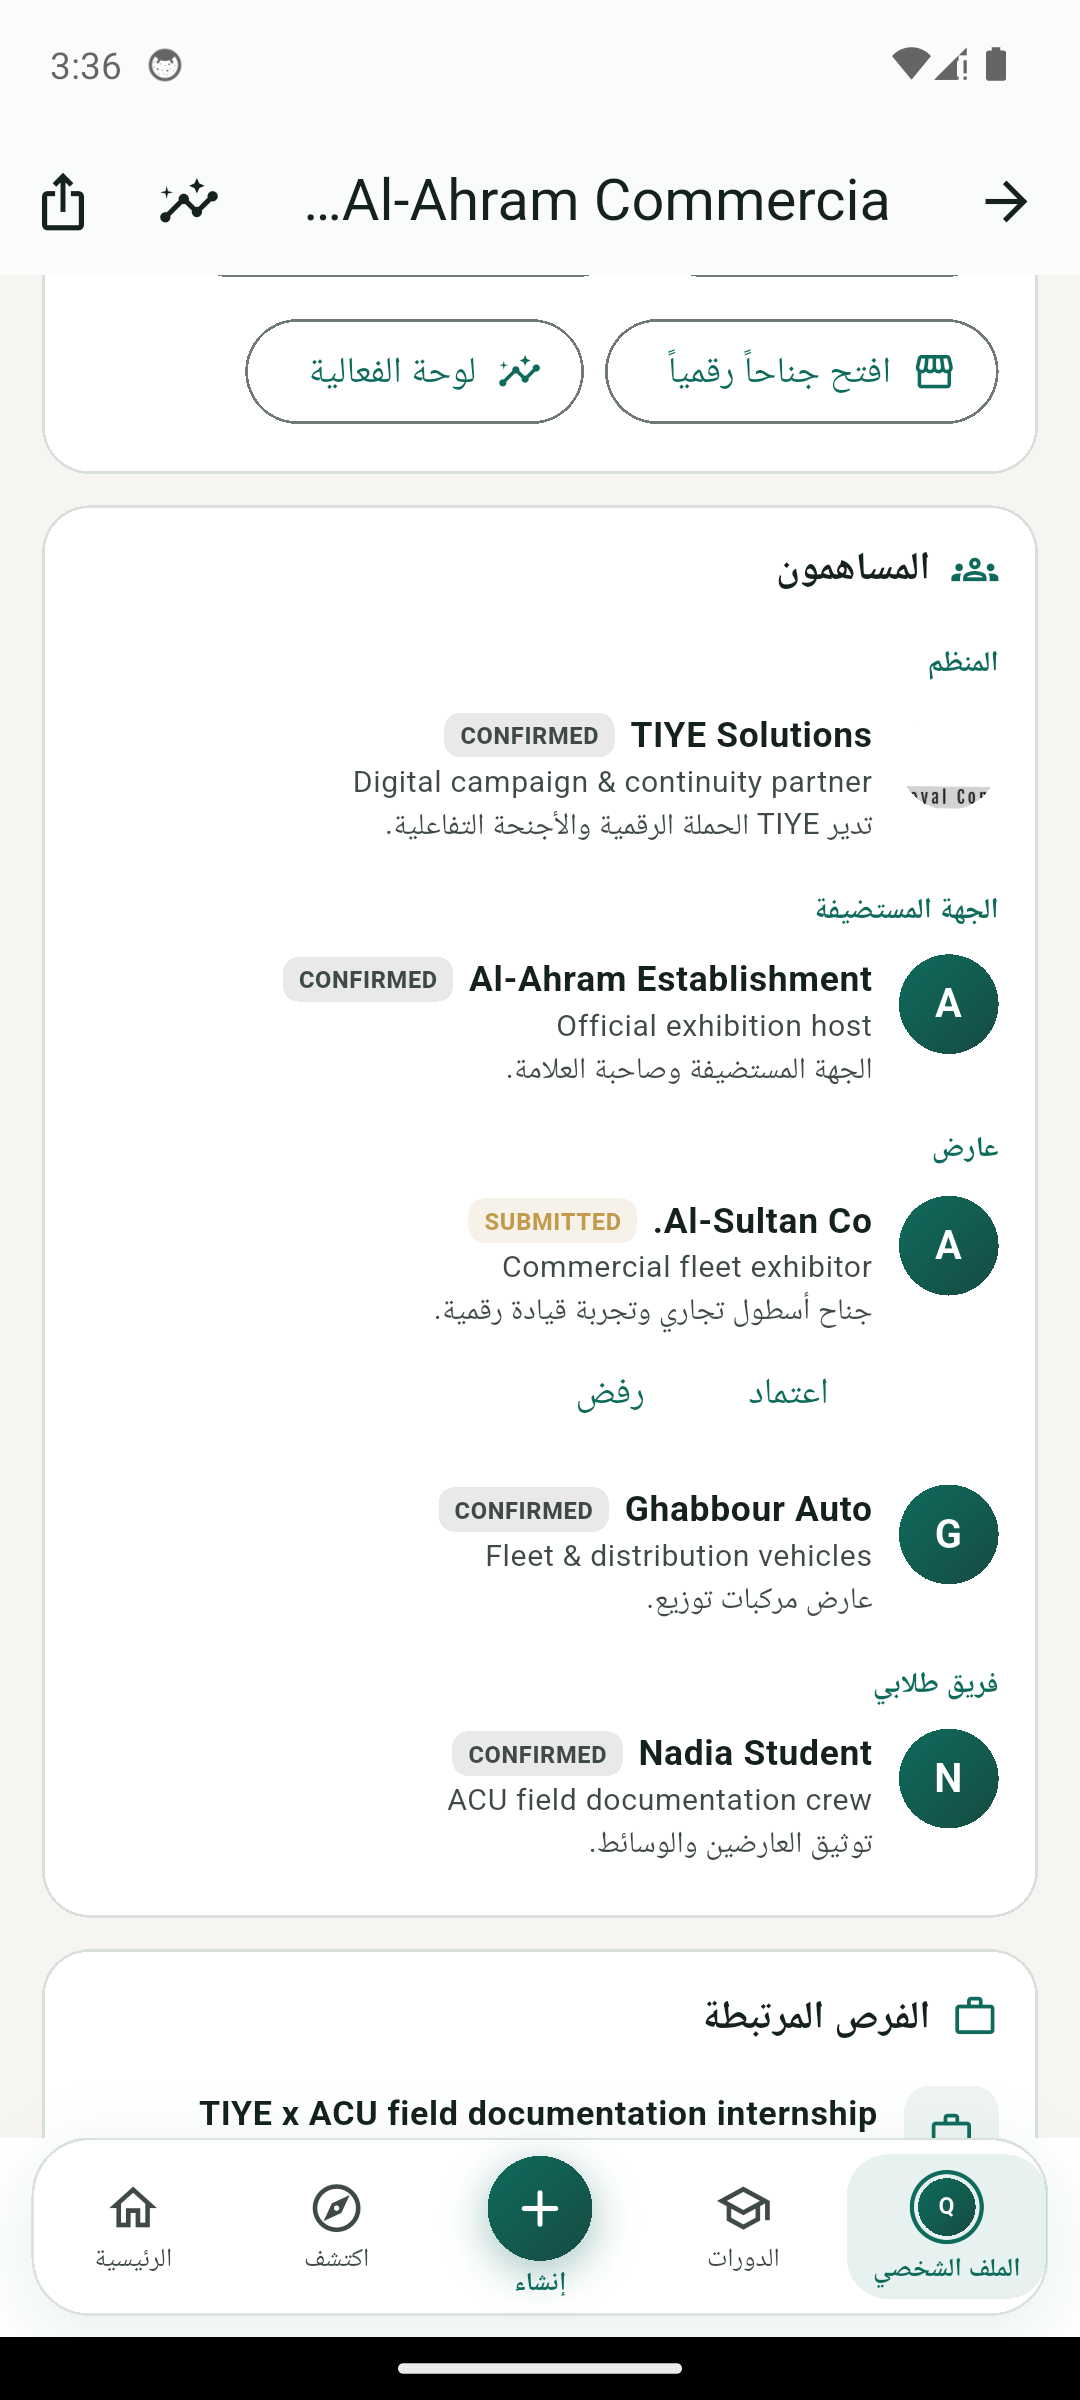 3:36
Al-Ahram Commercia...
افتح جناحاً رقمياً
لوحة الفعالية
المساهمون
المنظم
TIYE Solutions CONFIRMED
Digital campaign & continuity partner
تدير TIYE الحملة الرقمية والأجنحة التفاعلية.
الجهة المستضيفة
A
Al-Ahram Establishment CONFIRMED
Official exhibition host
الجهة المستضيفة وصاحبة العلامة.
عارض
A
Al-Sultan Co. SUBMITTED
Commercial fleet exhibitor
جناح أسطول تجاري وتجربة قيادة رقمية.
اعتماد
رفض
G
Ghabbour Auto CONFIRMED
Fleet & distribution vehicles
عارض مركبات توزيع.
فريق طلابي
N
Nadia Student CONFIRMED
ACU field documentation crew
توثيق العارضين والوسائط.
الفرص المرتبطة
TIYE x ACU field documentation internship
Q
الملف الشخصي
الدورات
إنشاء
اكتشف
الرئيسية